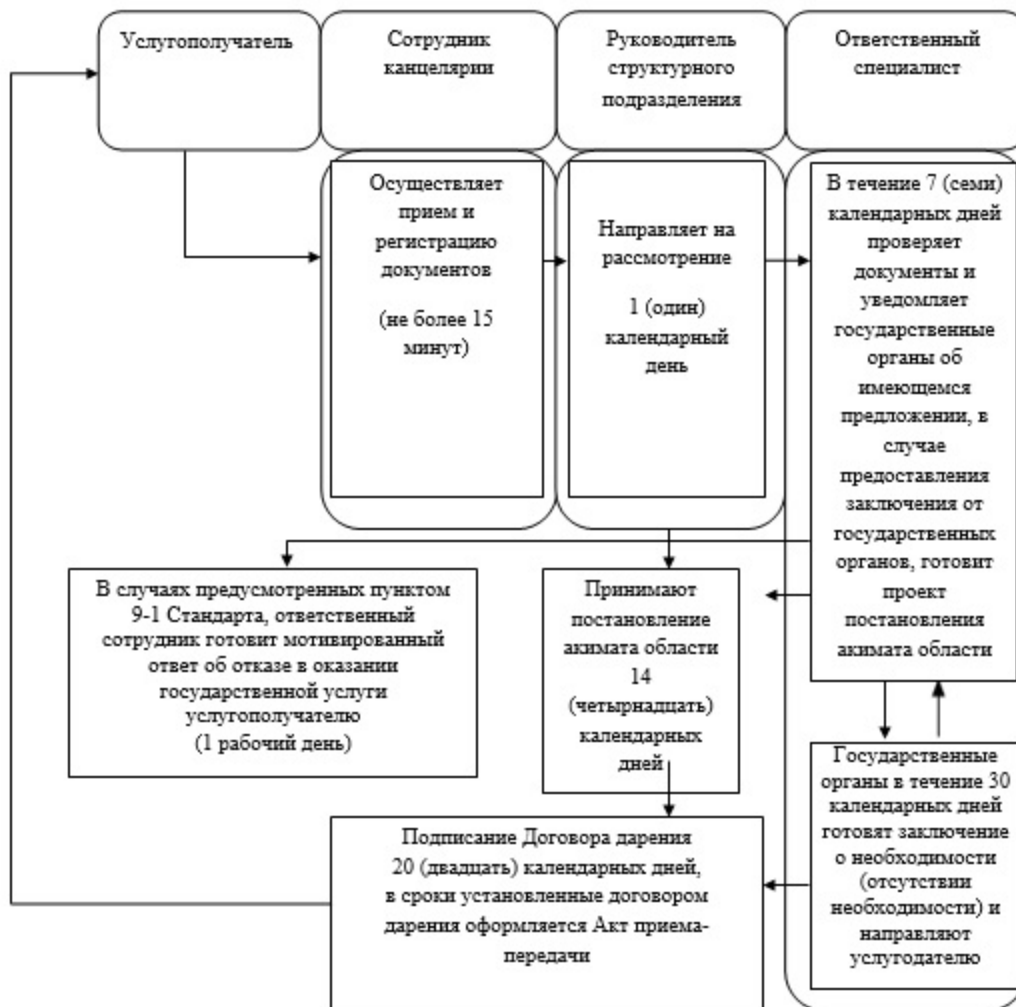 Услугополучатель
Сотрудник
канцелярии
Руководитель
структурного
подразделения
Ответственный
специалист
Осуществляет
прием и
регистрацию
документов
(не более 15
минут)
Направляет на
рассмотрение
1 (один)
календарный
день
В течение 7 (семи)
календарных дней
проверяет
документы и
уведомляет
государственные
органы об
имеющемся
предложении, в
случае
предоставления
заключения от
государственных
органов, готовит
проект
постановления
акимата области
В случаях предусмотренных пунктом
9-1 Стандарта, ответственный
сотрудник готовит мотивированный
ответ об отказе в оказании
государственной услуги
услугополучателю
(1 рабочий день)
Принимают
постановление
акимата области
14
(четырнадцать)
календарных
дней
Государственные
органы в течение 30
календарных дней
готовят заключение
о необходимости
(отсутствии
необходимости) и
направляют
услугодателю
Подписание Договора дарения
20 (двадцать) календарных дней,
в сроки установленные договором
дарения оформляется Акт приема-
передачи